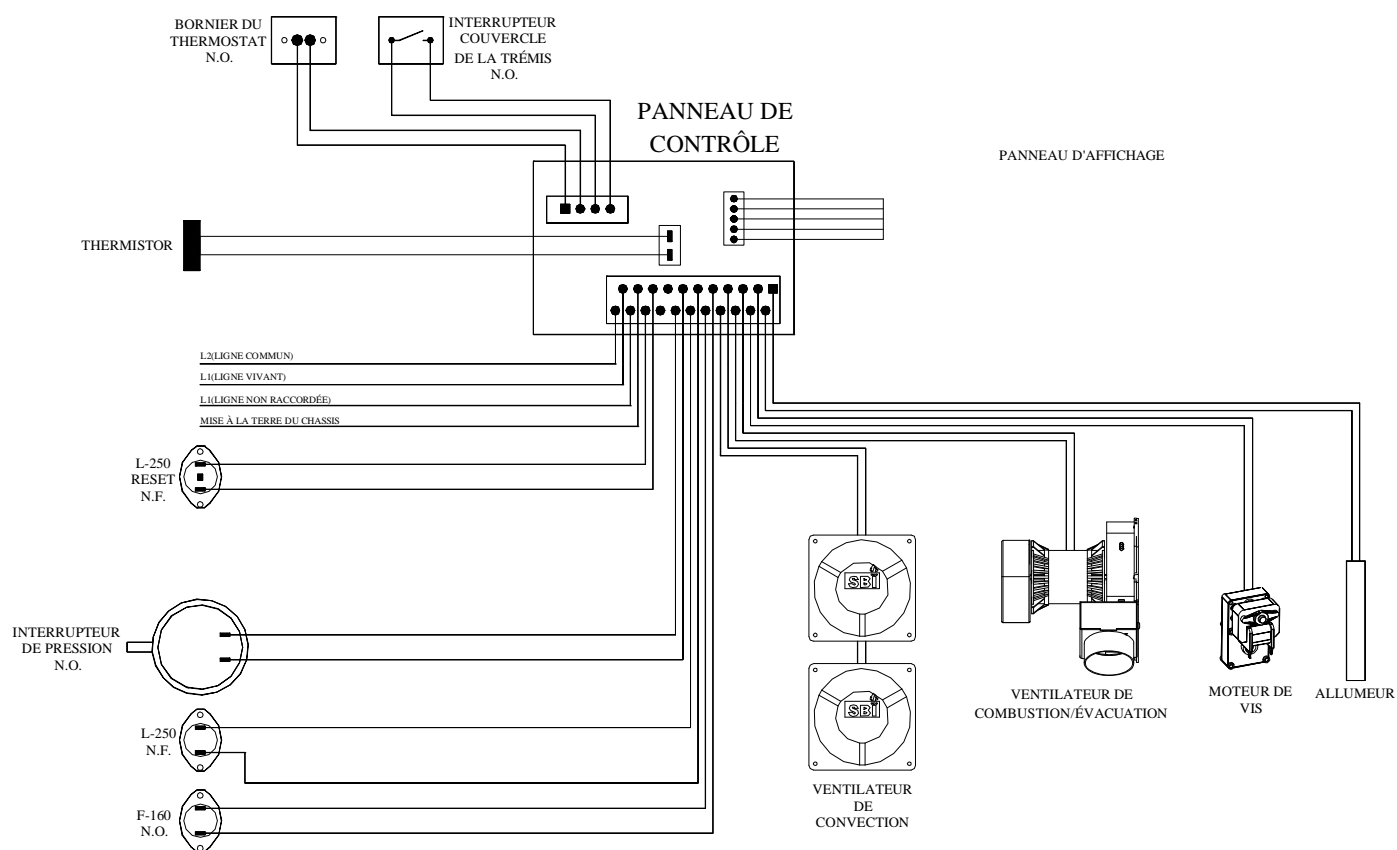 BORNIER DU
THERMOSTAT
N.O.
INTERRUPTEUR
COUVERCLE
DE LA TRÉMIS
N.O.
PANNEAU DE
CONTRÔLE
PANNEAU D'AFFICHAGE
THERMISTOR
L2(LIGNE COMMUN)
L1(LIGNE VIVANT)
L1(LIGNE NON RACCORDÉE)
MISE À LA TERRE DU CHASSIS
L-250
RESET
N.F.
INTERRUPTEUR
DE PRESSION
N.O.
L-250
N.F.
F-160
N.O.
SBI
SBI
VENTILATEUR
DE
CONVECTION
VENTILATEUR DE
COMBUSTION/ÉVACUATION
MOTEUR DE
VIS
ALLUMEUR